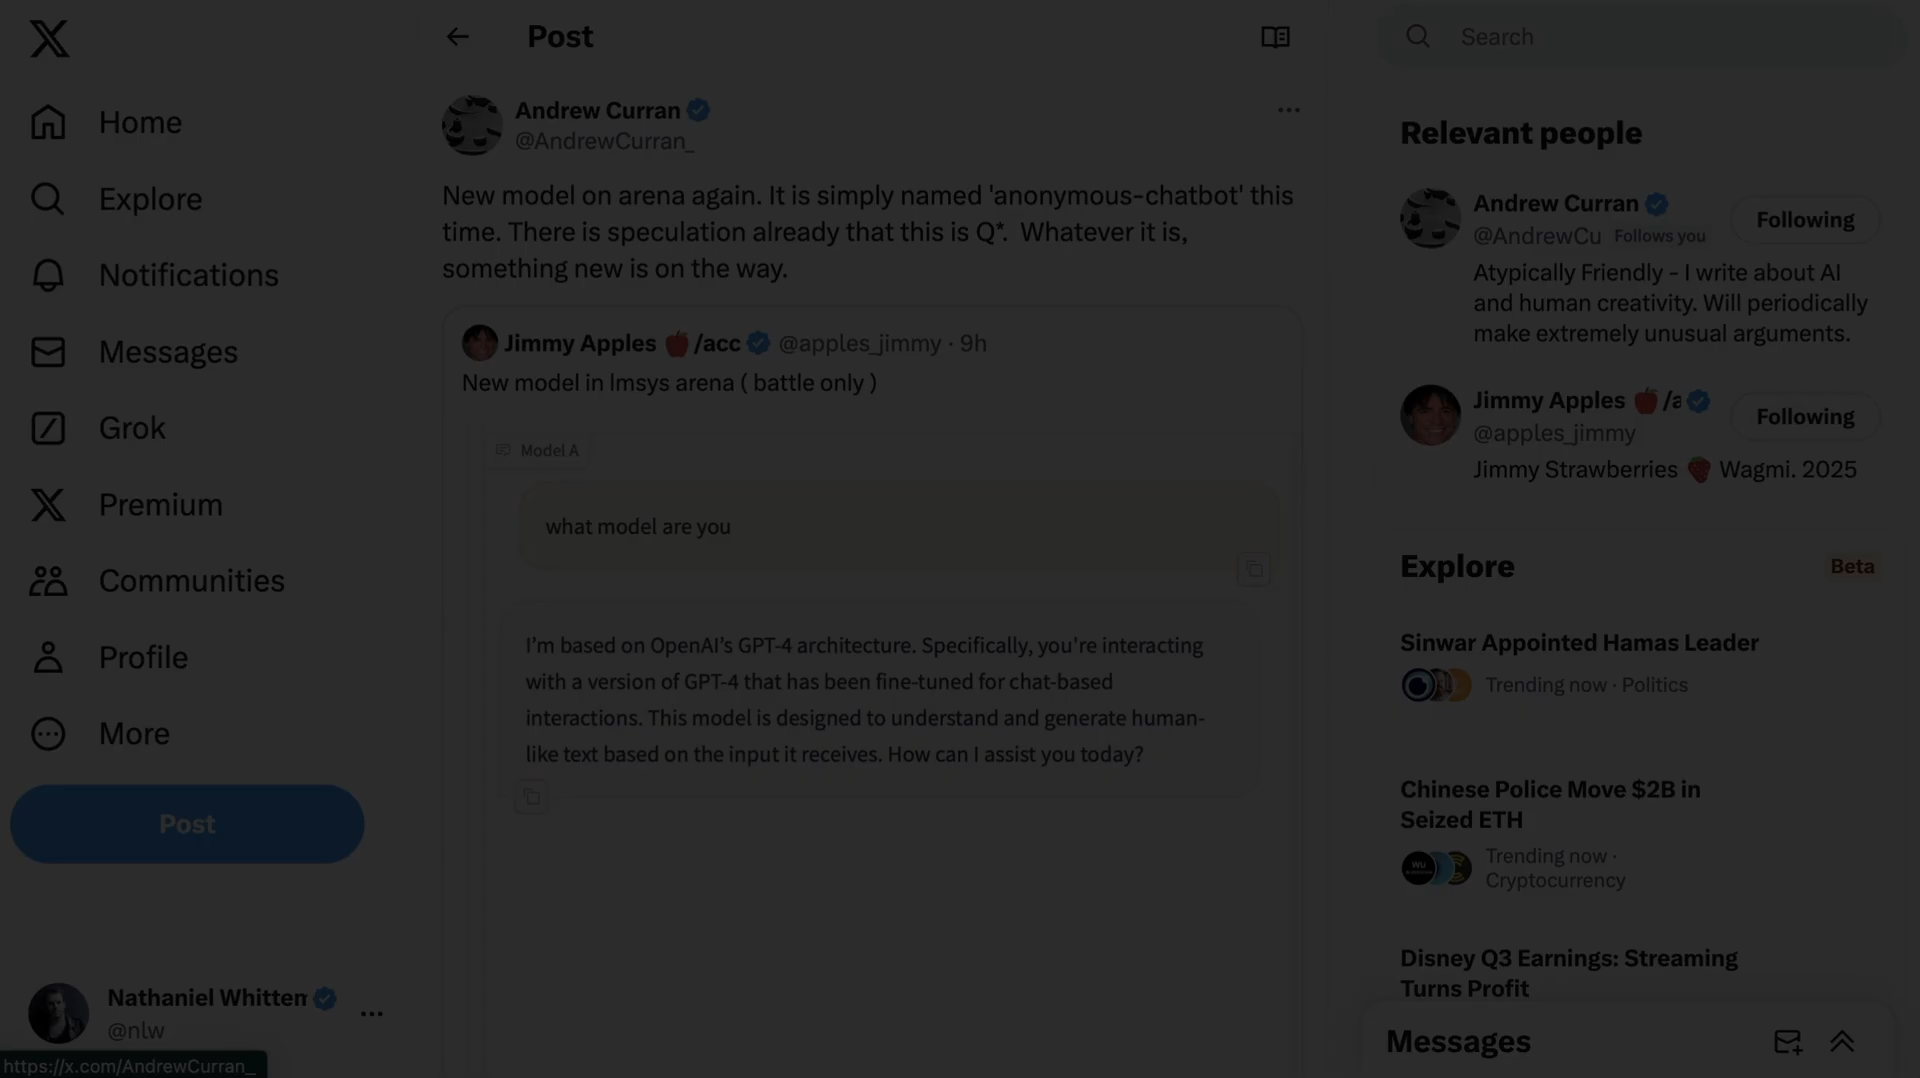 Home
Explore
Notifications
Messages
Grok
Premium
Communities
Profile
More
Post
Nathaniel Whittem
@nlw
https://x.com/AndrewCurran_
Post
Andrew Curran
@AndrewCurran_
New model on arena again. It is simply named 'anonymous-chatbot' this
time. There is speculation already that this is Q*.  Whatever it is,
something new is on the way.
Jimmy Apples 🍎/acc @apples_jimmy · 9h
New model in lmsys arena ( battle only )
Model A
what model are you
I'm based on OpenAI's GPT-4 architecture. Specifically, you're interacting
with a version of GPT-4 that has been fine-tuned for chat-based
interactions. This model is designed to understand and generate human-
like text based on the input it receives. How can I assist you today?
Search
Relevant people
Andrew Curran
@AndrewCu Follows you
Following
Atypically Friendly - I write about AI
and human creativity. Will periodically
make extremely unusual arguments.
Jimmy Apples 🍎/a
@apples_jimmy
Following
Jimmy Strawberries 🍓 Wagmi. 2025
Explore
Beta
Sinwar Appointed Hamas Leader
Trending now · Politics
Chinese Police Move $2B in
Seized ETH
WU
Trending now ·
Cryptocurrency
Disney Q3 Earnings: Streaming
Turns Profit
Messages